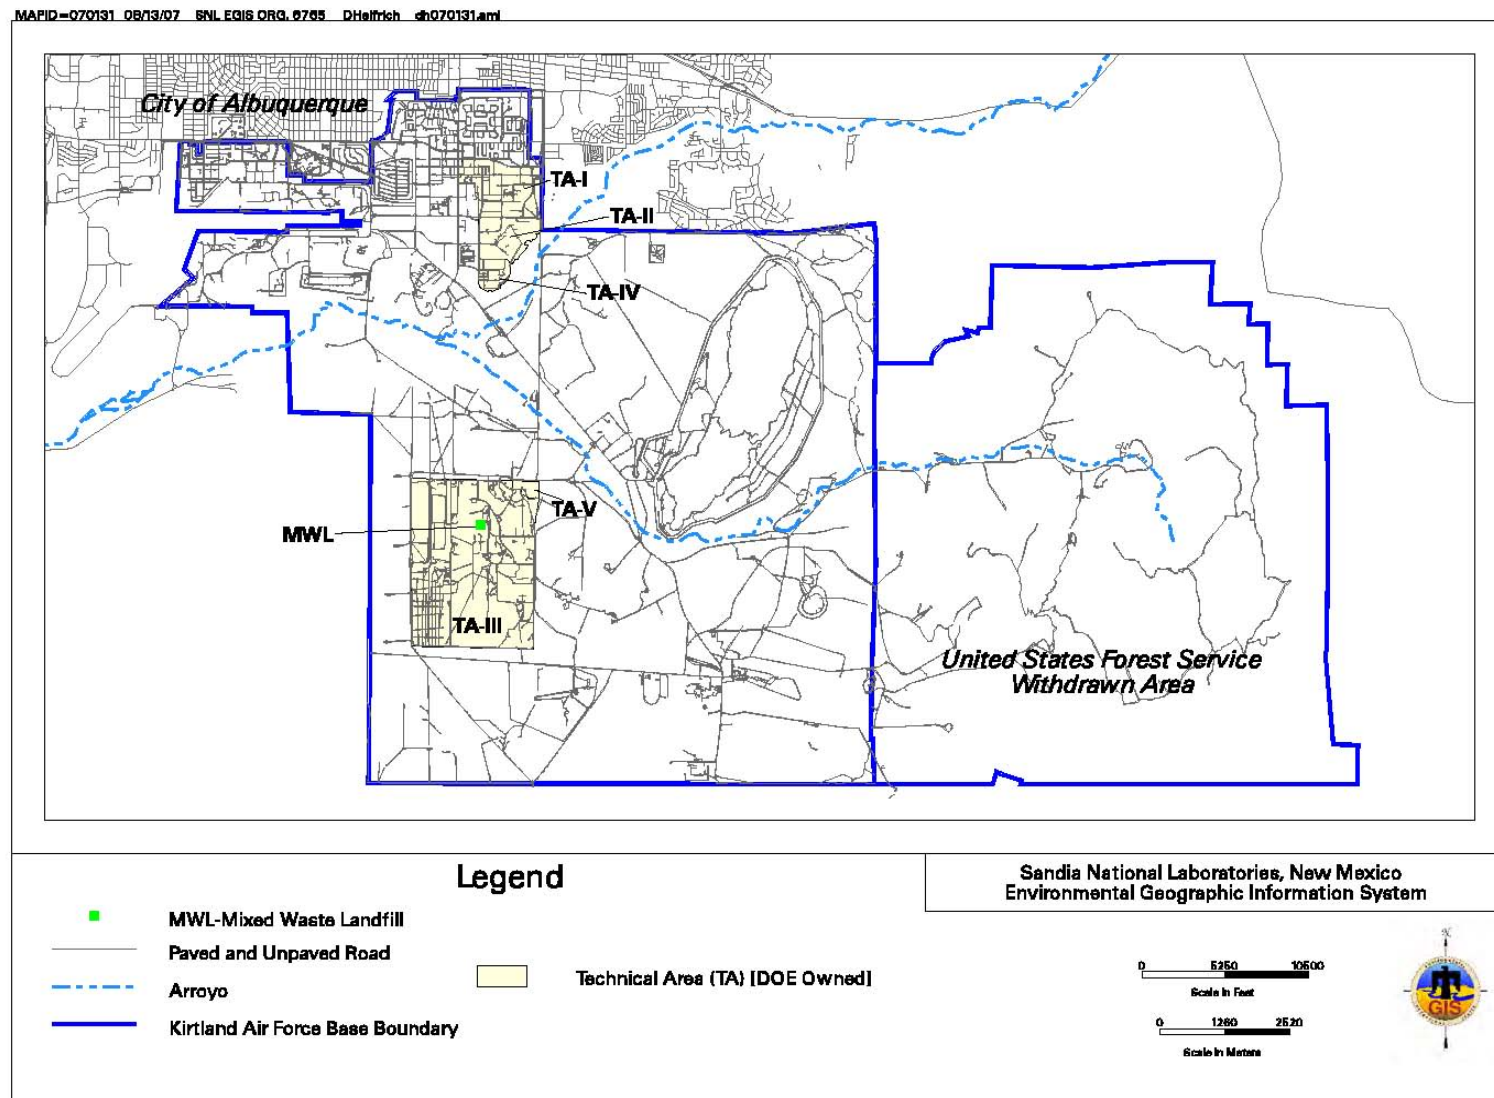 MAPID=070131 08/13/07 SNL EGIS ORG. 6765 DHelfrich dh070131.aml
City of Albuquerque
TA-I
TA-II
TA-IV
TA-V
MWL
TA-III
United States Forest Service
Withdrawn Area
Legend
MWL-Mixed Waste Landfill
Paved and Unpaved Road
Arroyo
Kirtland Air Force Base Boundary
Technical Area (TA) [DOE Owned]
Sandia National Laboratories, New Mexico
Environmental Geographic Information System
0 5250 10500
Scale in Feet
0 1260 2520
Scale in Meters
N
GIS